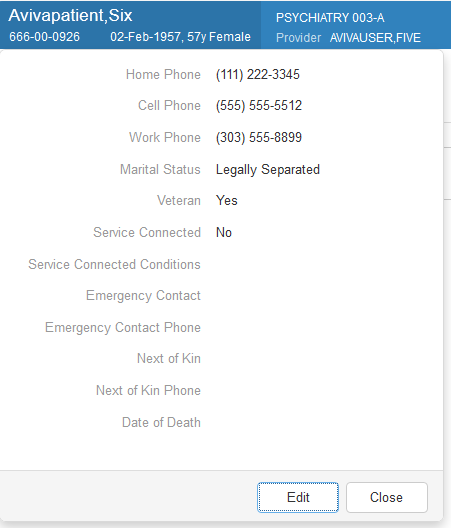 Avivapatient,Six
666-00-0926 02-Feb-1957, 57y Female
PSYCHIATRY 003-A
Provider AVIVAUSER,FIVE
Home Phone (111) 222-3345
Cell Phone (555) 555-5512
Work Phone (303) 555-8899
Marital Status Legally Separated
Veteran Yes
Service Connected No
Service Connected Conditions
Emergency Contact
Emergency Contact Phone
Next of Kin
Next of Kin Phone
Date of Death
Edit Close